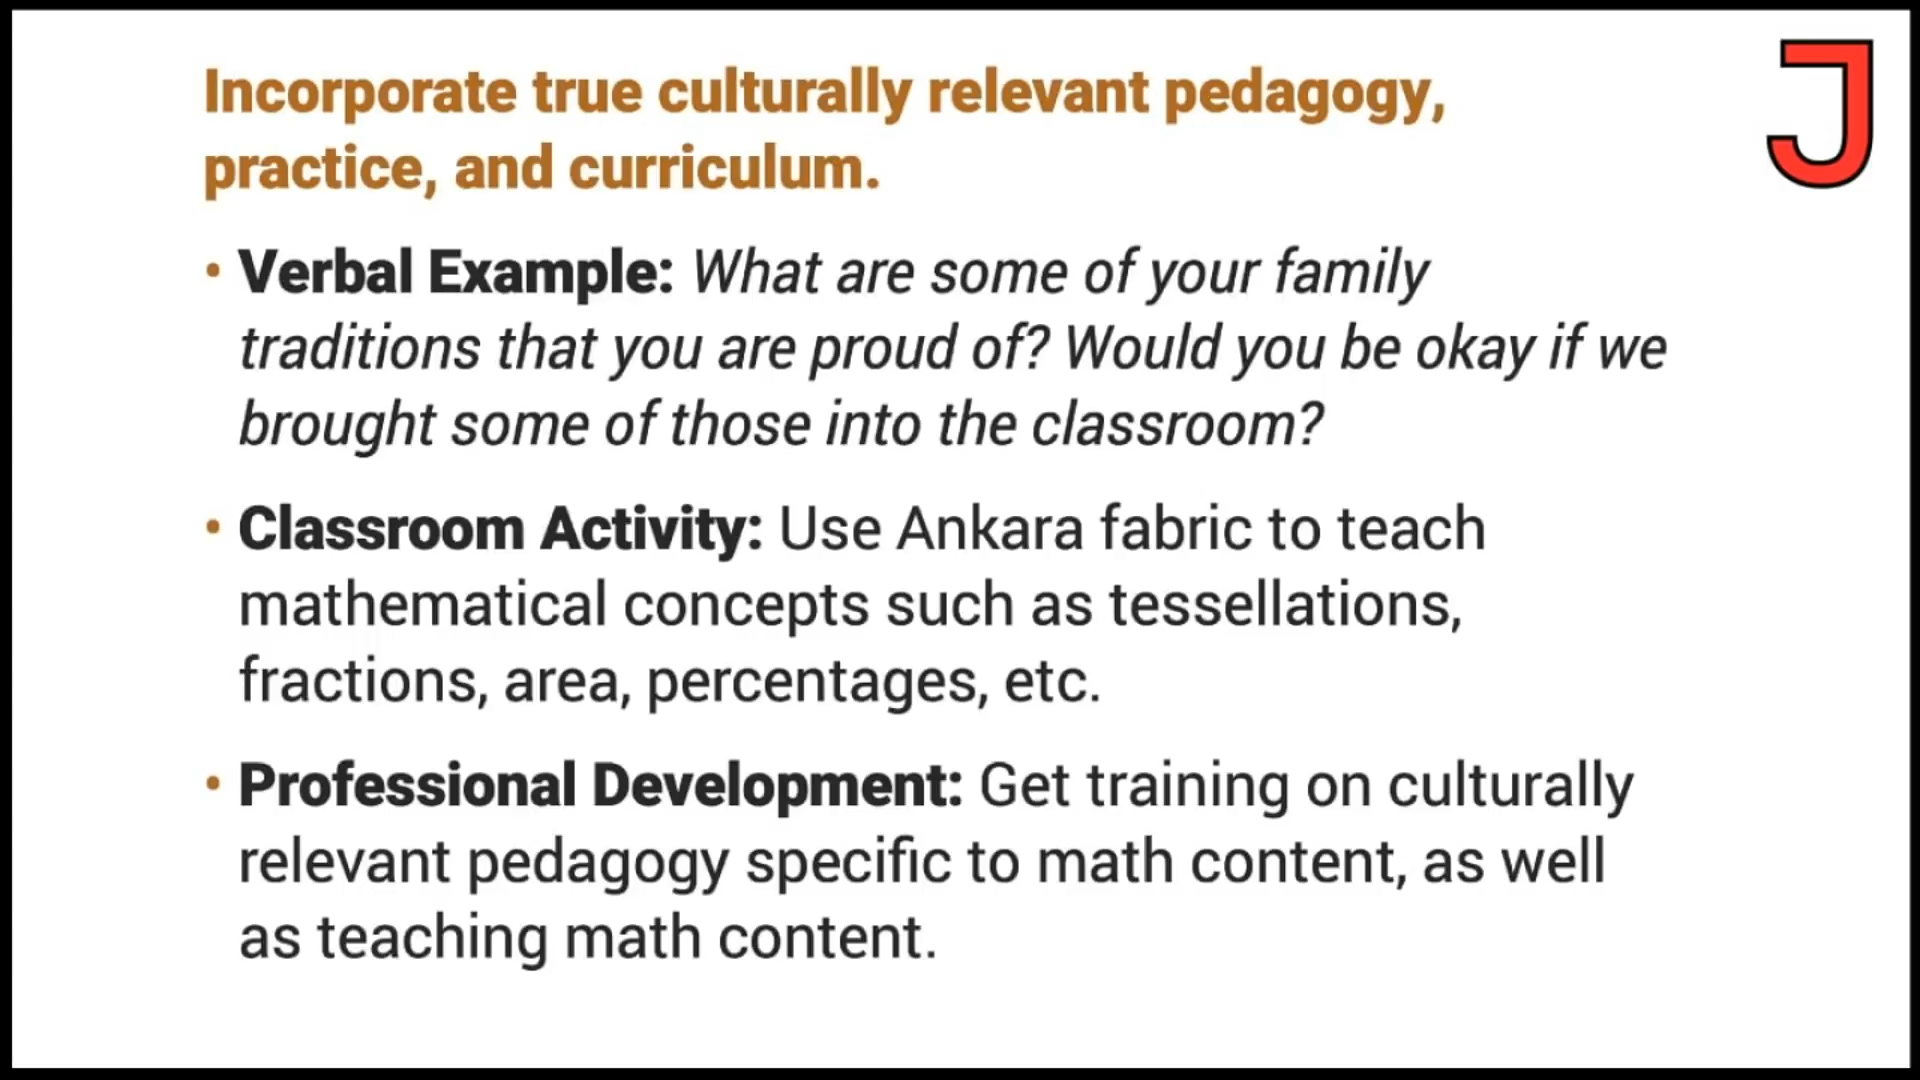 Incorporate true culturally relevant pedagogy,
practice, and curriculum.
J
• Verbal Example: What are some of your family
traditions that you are proud of? Would you be okay if we
brought some of those into the classroom?
• Classroom Activity: Use Ankara fabric to teach
mathematical concepts such as tessellations,
fractions, area, percentages, etc.
• Professional Development: Get training on culturally
relevant pedagogy specific to math content, as well
as teaching math content.